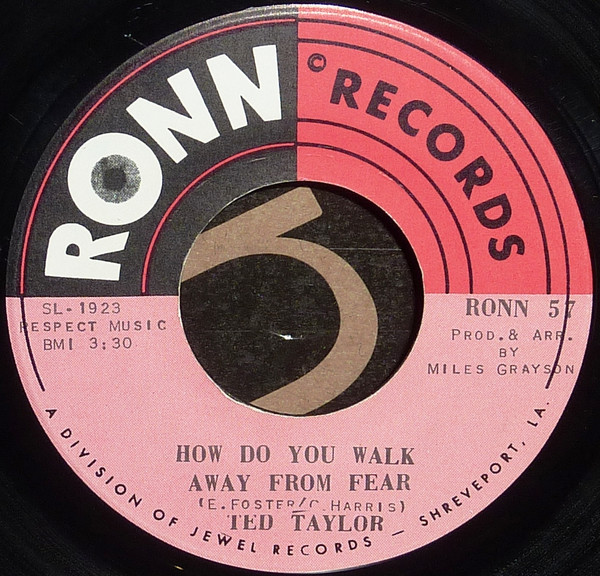 RONN
© RECORDS
SL-1923
RESPECT MUSIC
BMI 3:30
RONN 57
PROD. & ARR.
BY
MILES GRAYSON
HOW DO YOU WALK
AWAY FROM FEAR
(E. FOSTER/C. HARRIS)
TED TAYLOR
A DIVISION OF JEWEL RECORDS — SHREVEPORT, LA.